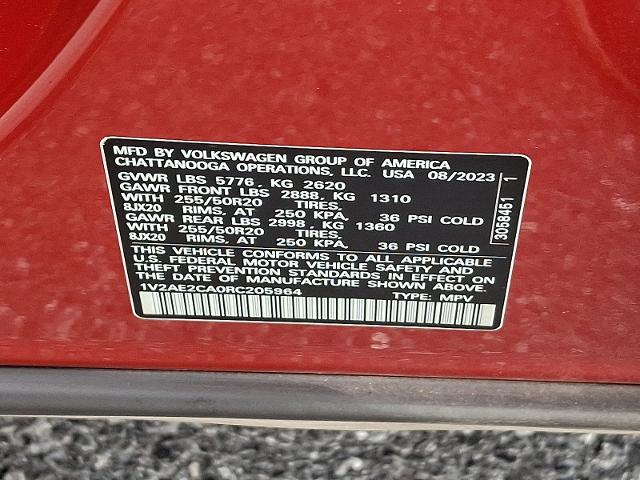 MFD BY VOLKSWAGEN GROUP OF AMERICA
CHATTANOOGA OPERATIONS, LLC. USA 08/2023
GVWR LBS 5776, KG 2620
GAWR FRONT LBS 2888, KG 1310
WITH 255/50R20 TIRES,
8JX20 RIMS, AT 250 KPA, 36 PSI COLD
GAWR REAR LBS 2998, KG 1360
WITH 255/50R20 TIRES,
8JX20 RIMS, AT 250 KPA, 36 PSI COLD
THIS VEHICLE CONFORMS TO ALL APPLICABLE
U.S. FEDERAL MOTOR VEHICLE SAFETY AND
THEFT PREVENTION STANDARDS IN EFFECT ON
THE DATE OF MANUFACTURE SHOWN ABOVE.
1V2AE2CA0RC205964 TYPE: MPV
3058451 1